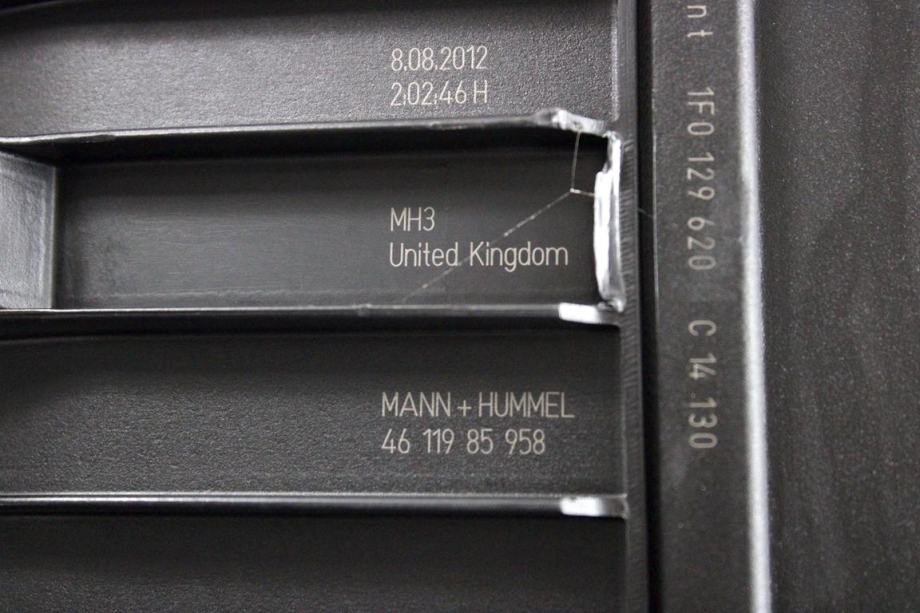 8.08.2012
2:02:46 H
MH3
United Kingdom
MANN + HUMMEL
46 119 85 958
nt 1F0 129 620 C 14 130